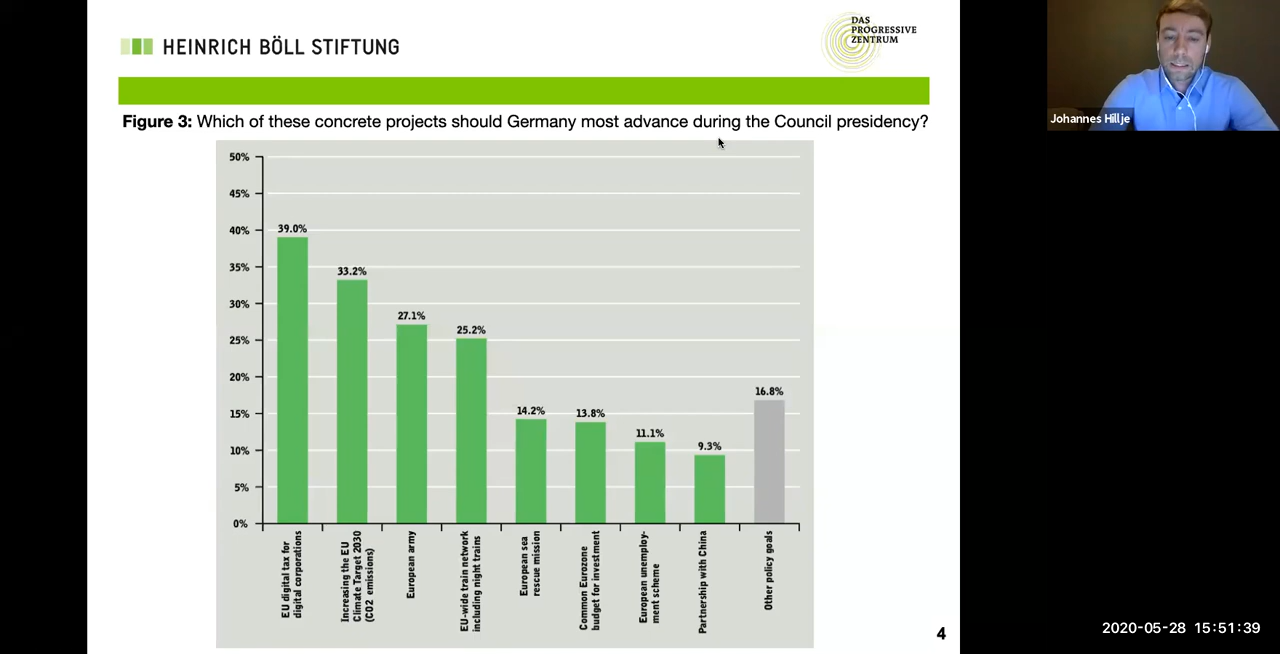 HEINRICH BÖLL STIFTUNG
DAS
PROGRESSIVE
ZENTRUM
Johannes Hillje
Figure 3: Which of these concrete projects should Germany most advance during the Council presidency?
50%
45%
40%
35%
30%
25%
20%
15%
10%
5%
0%
39.0%
33.2%
27.1%
25.2%
14.2%
13.8%
11.1%
9.3%
16.8%
EU digital tax for
digital corporations
Increasing the EU
Climate Target 2030
(CO2 emissions)
European army
EU-wide train network
including night trains
European sea
rescue mission
Common Eurozone
budget for investment
European unemploy-
ment scheme
Partnership with China
Other policy goals
4
2020-05-28 15:51:39